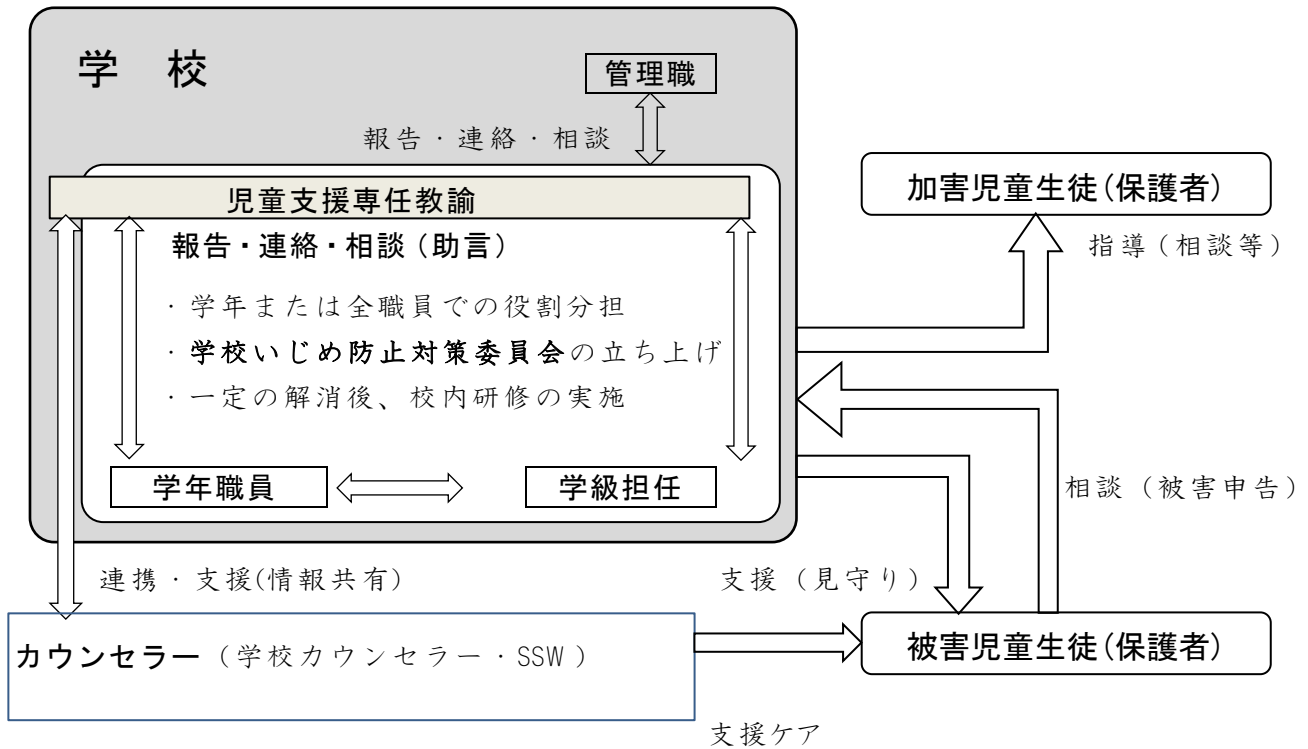 学　校
管理職
報告・連絡・相談
児童支援専任教諭
報告・連絡・相談（助言）
・学年または全職員での役割分担
・学校いじめ防止対策委員会の立ち上げ
・一定の解消後、校内研修の実施
学年職員
学級担任
加害児童生徒(保護者)
指導（相談等）
相談（被害申告）
連携・支援(情報共有)
支援（見守り）
カウンセラー（学校カウンセラー・SSW）
被害児童生徒(保護者)
支援ケア